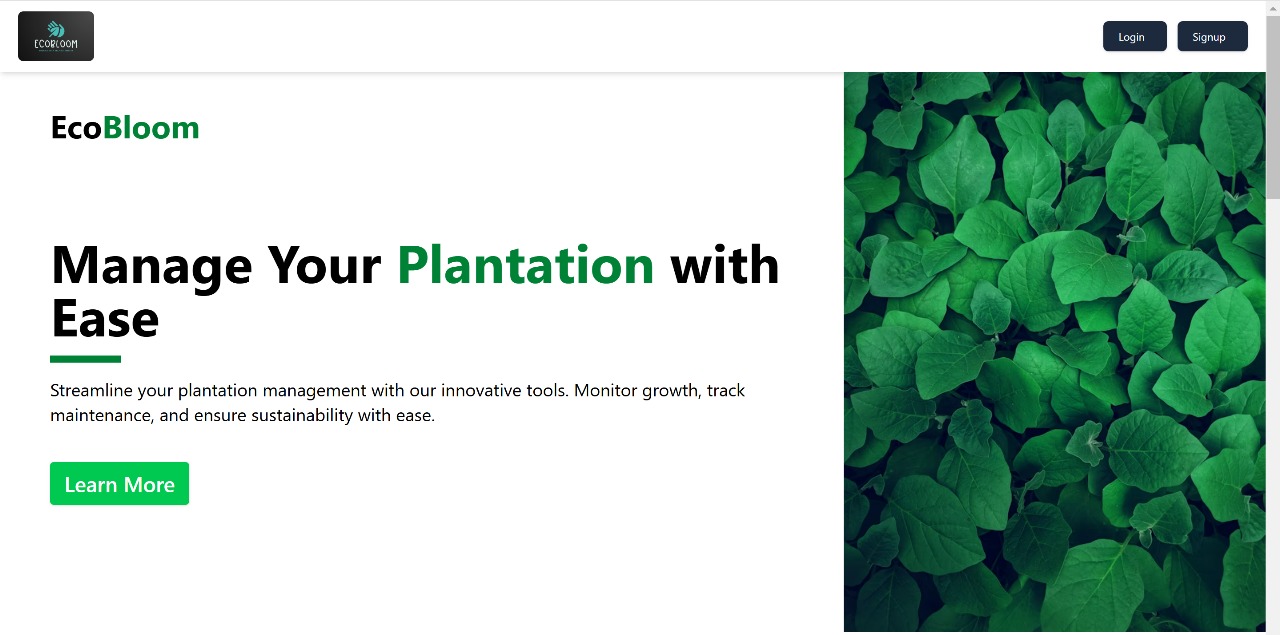 ECOBLOOM
Login
Signup
EcoBloom
Manage Your Plantation with
Ease
Streamline your plantation management with our innovative tools. Monitor growth, track
maintenance, and ensure sustainability with ease.
Learn More